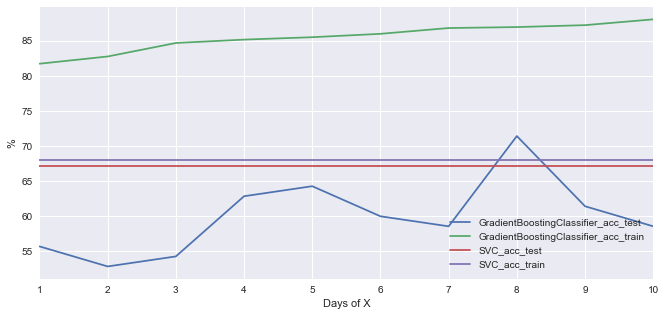 85
80
75
70
65
60
55
%
GradientBoostingClassifier_acc_test
GradientBoostingClassifier_acc_train
SVC_acc_test
SVC_acc_train
1 2 3 4 5 6 7 8 9 10
Days of X